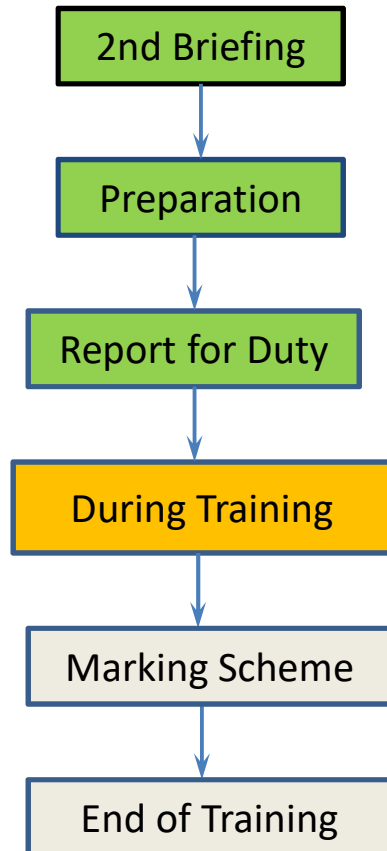 2nd Briefing
Preparation
Report for Duty
During Training
Marking Scheme
End of Training